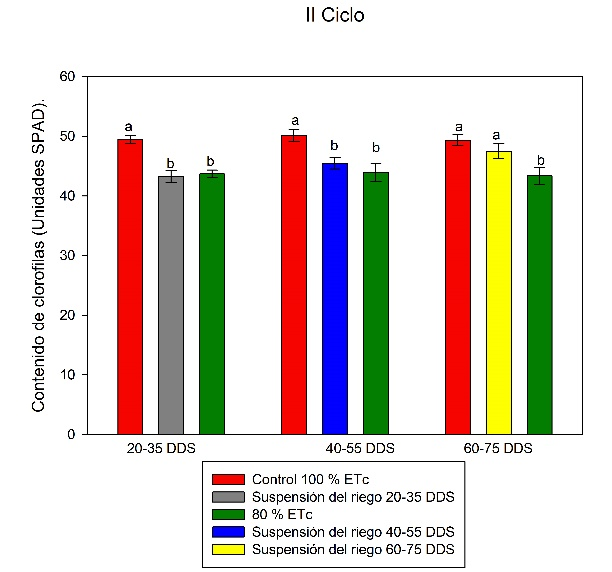 II Ciclo
Contenido de clorofilas (Unidades SPAD).
60
50
40
30
20
10
0
a
b
b
a
b
b
a
a
b
20-35 DDS
40-55 DDS
60-75 DDS
Control 100 % ETc
Suspensión del riego 20-35 DDS
80 % ETc
Suspensión del riego 40-55 DDS
Suspensión del riego 60-75 DDS